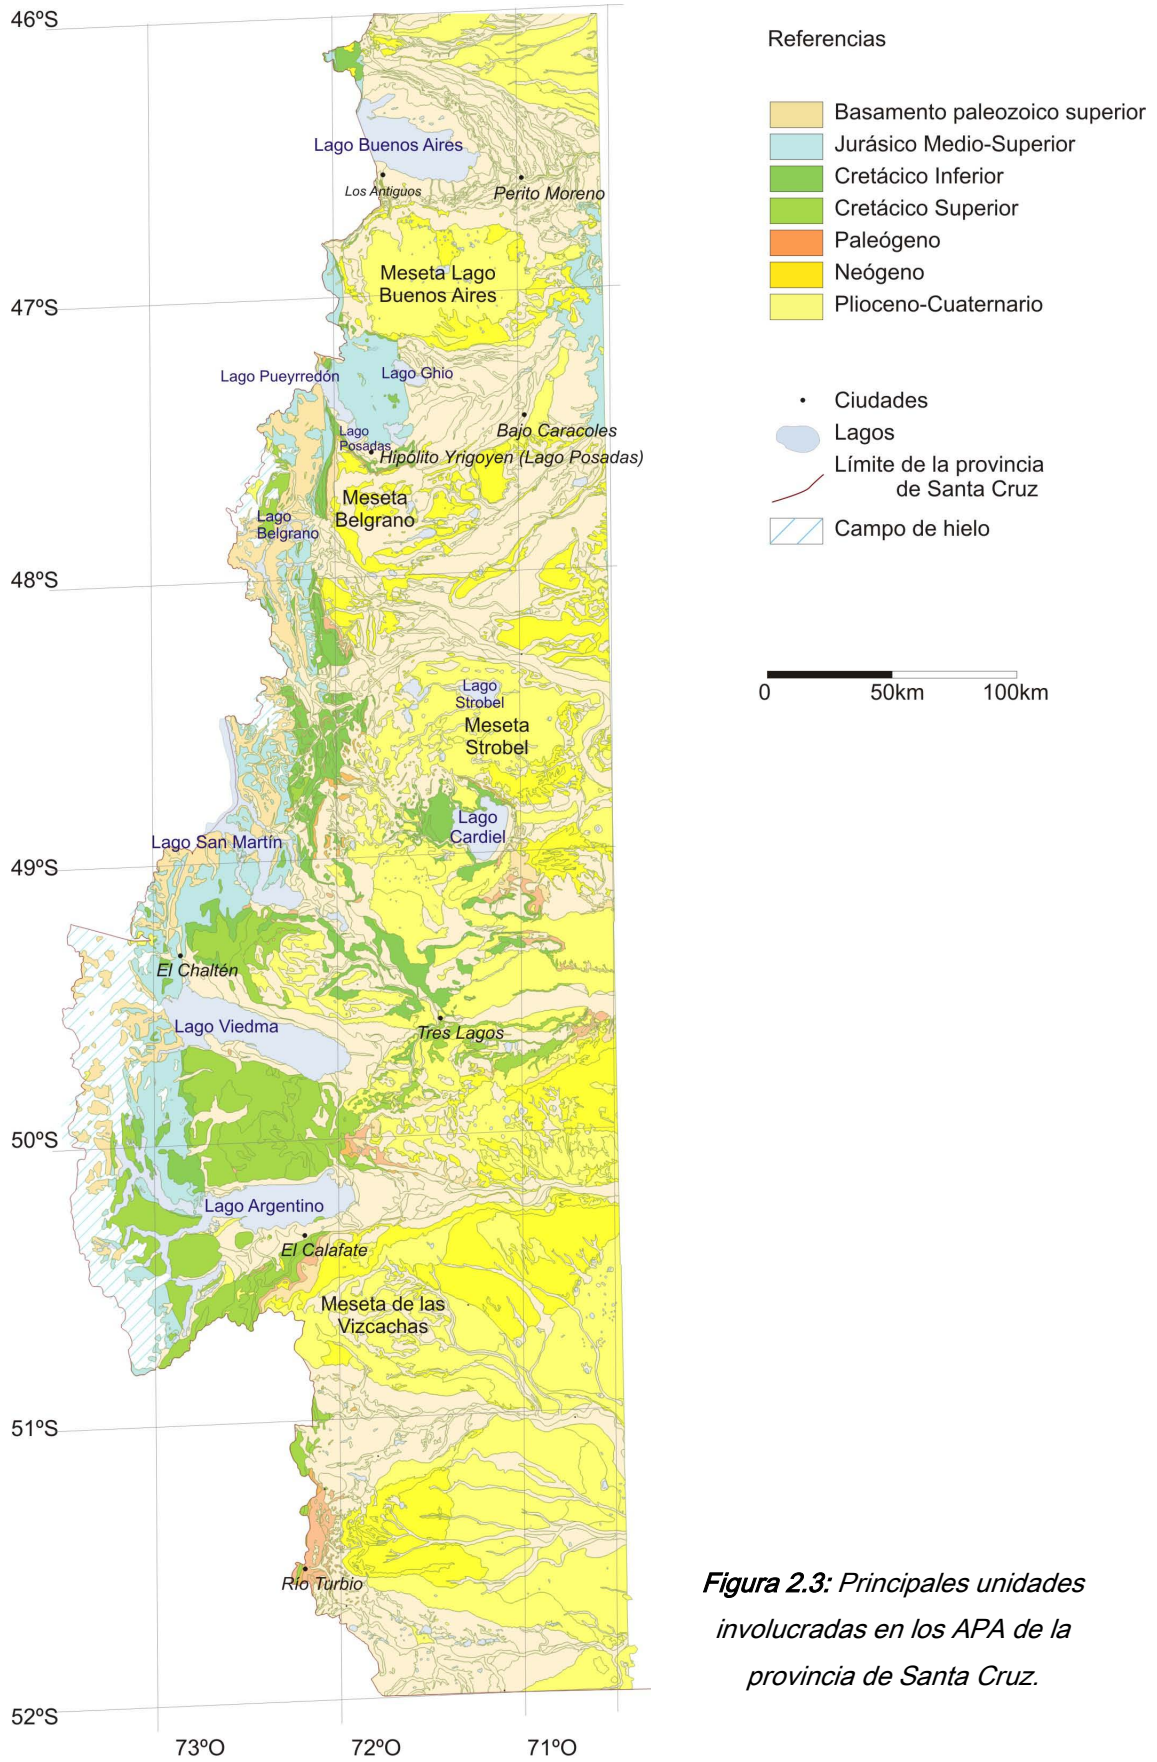 46ºS
47ºS
48ºS
49ºS
50ºS
51ºS
52ºS
73ºO
72ºO
71ºO
Lago Buenos Aires
Los Antiguos
Perito Moreno
Meseta Lago
Buenos Aires
Lago Pueyrredón
Lago Ghio
Lago
Posadas
Bajo Caracoles
Hipólito Yrigoyen (Lago Posadas)
Meseta
Belgrano
Lago
Belgrano
Lago
Strobel
Meseta
Strobel
Lago
Cardiel
Lago San Martín
El Chaltén
Lago Viedma
Tres Lagos
Lago Argentino
El Calafate
Meseta de las
Vizcachas
Río Turbio
Referencias
Basamento paleozoico superior
Jurásico Medio-Superior
Cretácico Inferior
Cretácico Superior
Paleógeno
Neógeno
Plioceno-Cuaternario
Ciudades
Lagos
Límite de la provincia
de Santa Cruz
Campo de hielo
0 50km 100km
Figura 2.3: Principales unidades
involucradas en los APA de la
provincia de Santa Cruz.